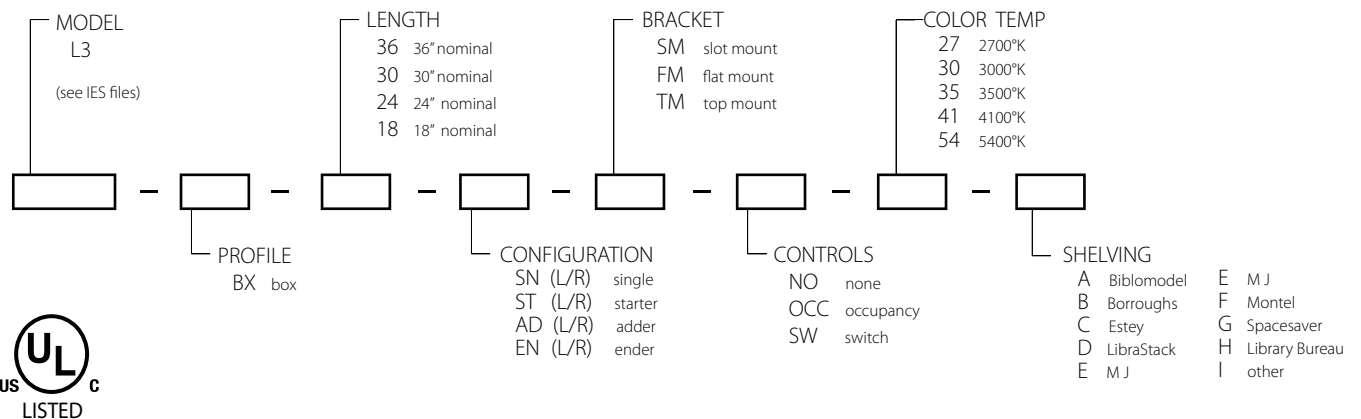 MODEL
L3
(see IES files)
LENGTH
36 36" nominal
30 30" nominal
24 24" nominal
18 18" nominal
BRACKET
SM slot mount
FM flat mount
TM top mount
COLOR TEMP
27 2700°K
30 3000°K
35 3500°K
41 4100°K
54 5400°K
PROFILE
BX box
CONFIGURATION
SN (L/R) single
ST (L/R) starter
AD (L/R) adder
EN (L/R) ender
CONTROLS
NO none
OCC occupancy
SW switch
SHELVING
A Biblomodel
B Borroughs
C Estey
D LibraStack
E M J
E M J
F Montel
G Spacesaver
H Library Bureau
I other
UL
US C
LISTED